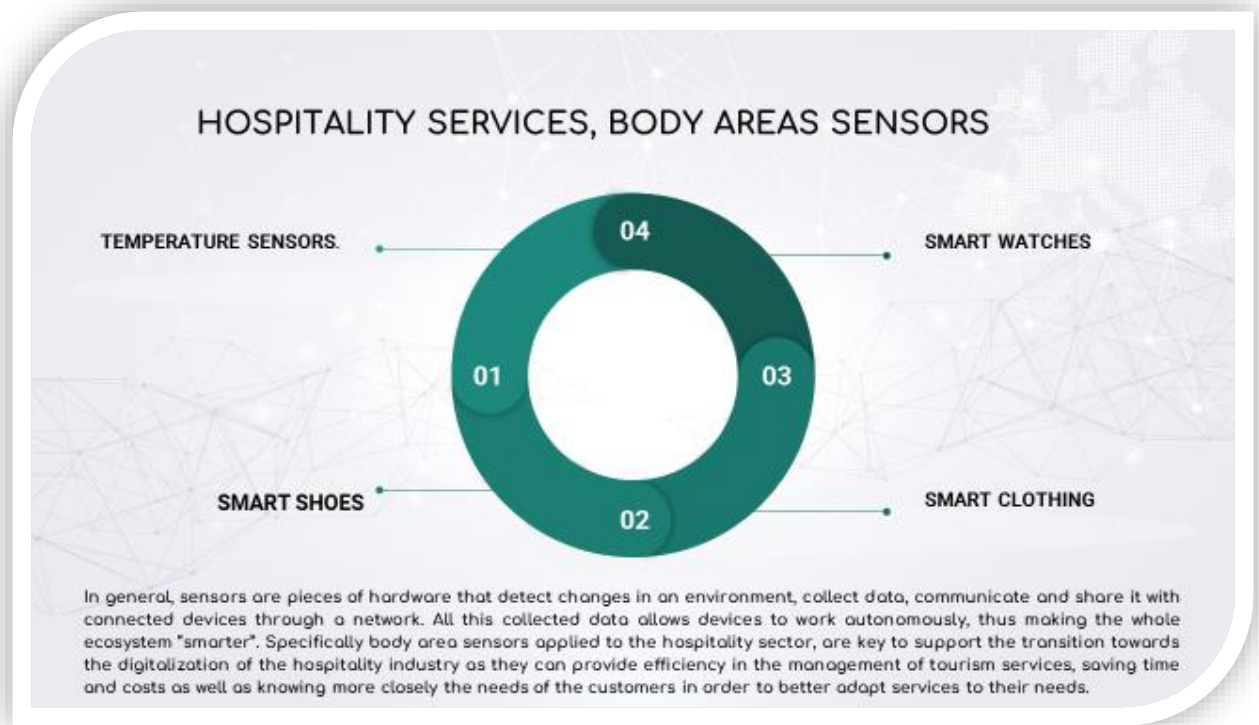 HOSPITALITY SERVICES, BODY AREAS SENSORS
04
TEMPERATURE SENSORS.
SMART WATCHES
01
03
SMART SHOES
SMART CLOTHING
02
In general, sensors are pieces of hardware that detect changes in an environment, collect data, communicate and share it with
connected devices through a network. All this collected data allows devices to work autonomously, thus making the whole
ecosystem "smarter". Specifically body area sensors applied to the hospitality sector, are key to support the transition towards
the digitalization of the hospitality industry as they can provide efficiency in the management of tourism services, saving time
and costs as well as knowing more closely the needs of the customers in order to better adapt services to their needs.